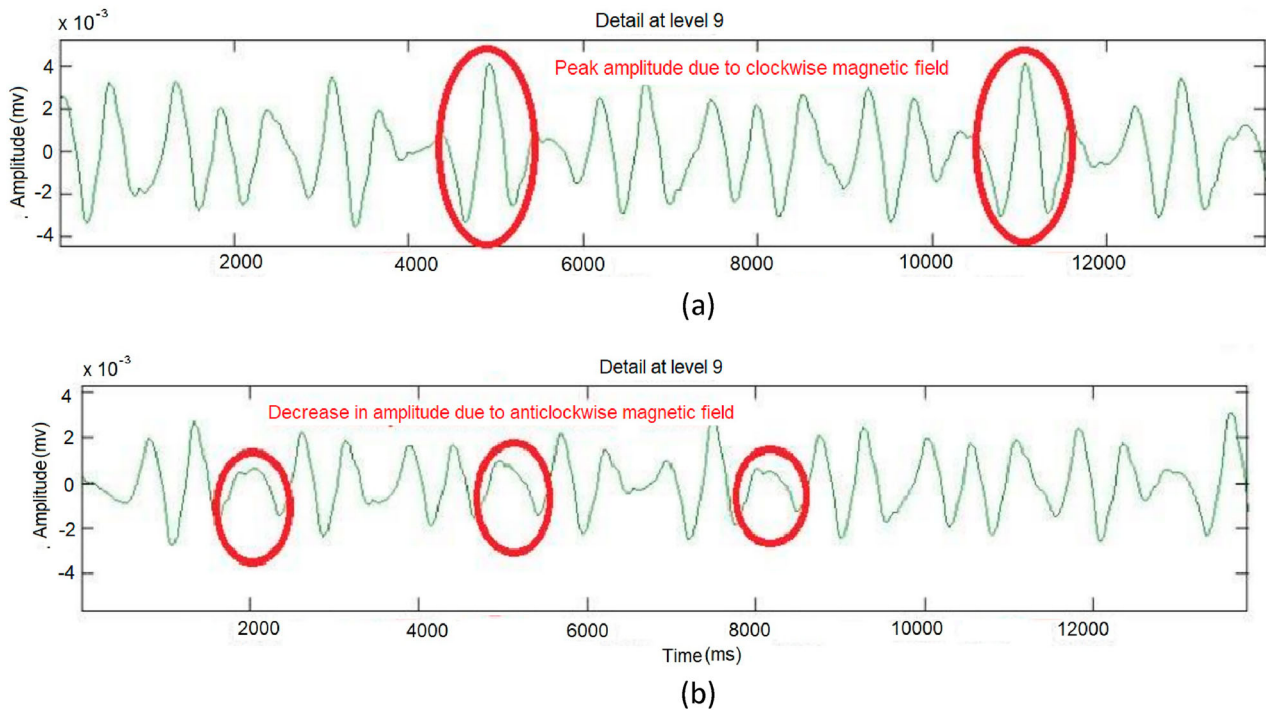 x 10-3
Detail at level 9
Peak amplitude due to clockwise magnetic field
. Amplitude (mv)
4
2
0
-2
-4
2000 4000 6000 8000 10000 12000
(a)
x 10-3
Detail at level 9
Decrease in amplitude due to anticlockwise magnetic field
. Amplitude (mv)
4
2
0
-2
-4
2000 4000 6000 8000 10000 12000
Time (ms)
(b)